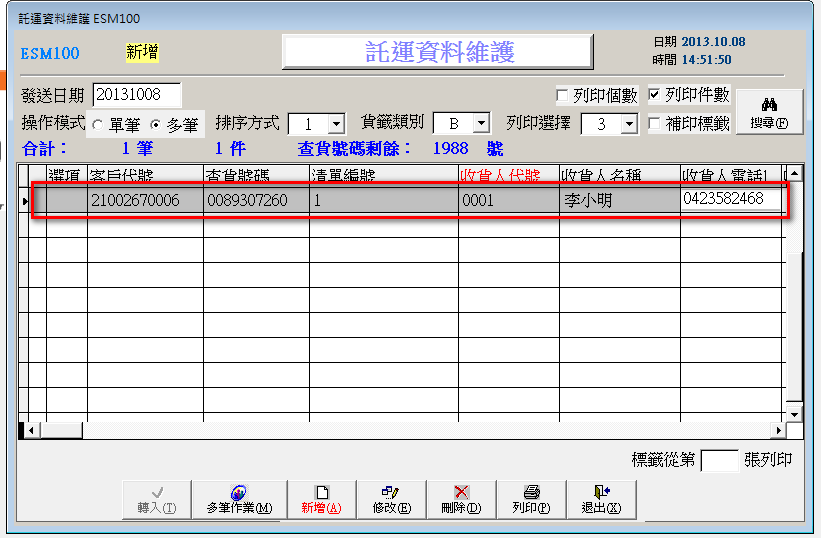 託運資料維護 ESM100
ESM100 新增 託運資料維護 日期 2013.10.08
時間 14:51:50
發送日期 20131008 列印個數 列印件數
操作模式 單筆 多筆 排序方式 1 貨籤類別 B 列印選擇 3 補印標籤 搜尋(F)
合計： 1 筆 1 件 查貨號碼剩餘： 1988 號
選項 客戶代號 查貨號碼 清單編號 收貨人代號 收貨人名稱 收貨人電話1
21002670006 0089307260 1 0001 李小明 0423582468
標籤從第 張列印
轉入(T) 多筆作業(M) 新增(A) 修改(E) 刪除(D) 列印(P) 退出(X)